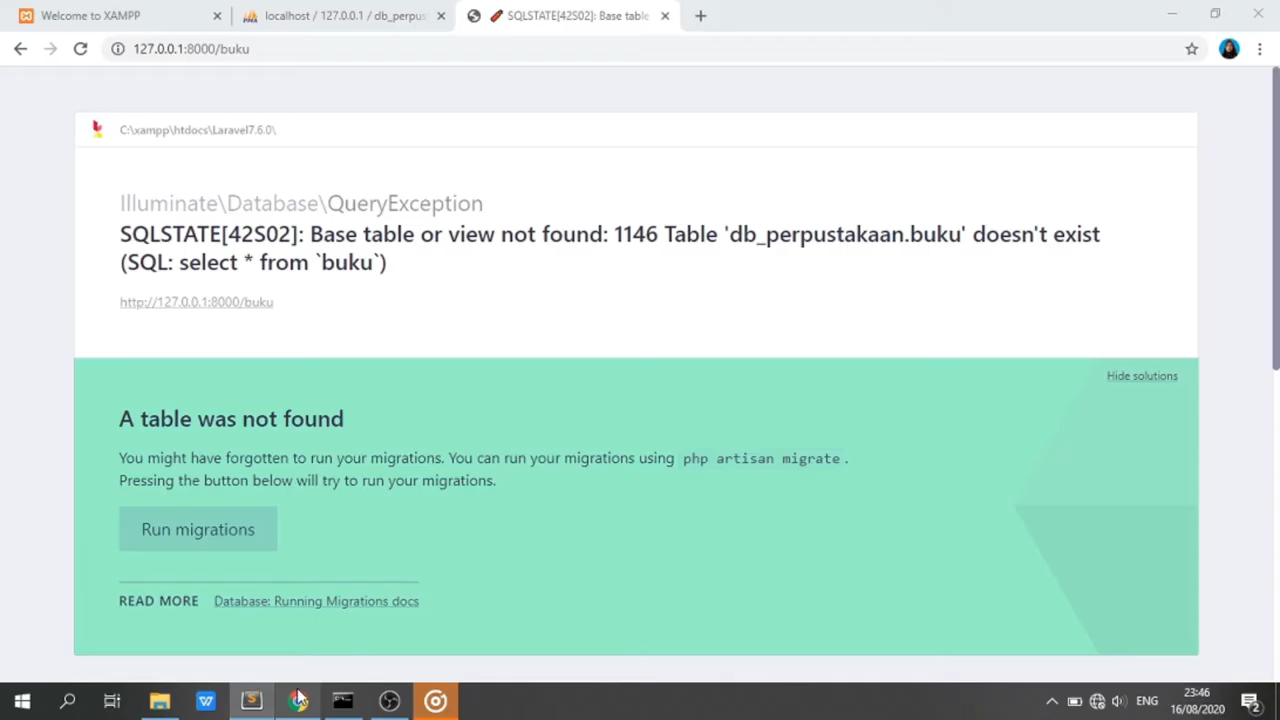 Welcome to XAMPP
localhost / 127.0.0.1 / db_perpus
SQLSTATE[42S02]: Base table
127.0.0.1:8000/buku
C:\xampp\htdocs\Laravel7.6.0\
Illuminate\Database\QueryException
SQLSTATE[42S02]: Base table or view not found: 1146 Table 'db_perpustakaan.buku' doesn't exist
(SQL: select * from `buku`)
http://127.0.0.1:8000/buku
Hide solutions
A table was not found
You might have forgotten to run your migrations. You can run your migrations using php artisan migrate.
Pressing the button below will try to run your migrations.
Run migrations
READ MORE Database: Running Migrations docs
ENG
23:46
16/08/2020
2